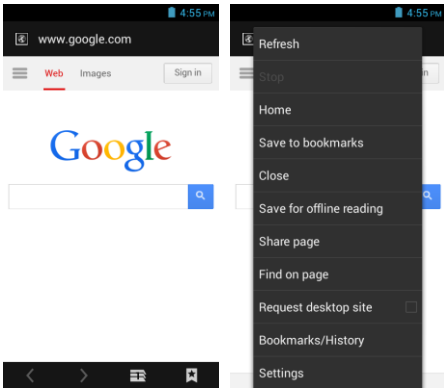 4:55 PM
www.google.com
Web Images Sign in
Google
4:55 PM
Refresh
Stop
in
Home
Save to bookmarks
Close
Save for offline reading
Share page
Find on page
Request desktop site
Bookmarks/History
Settings